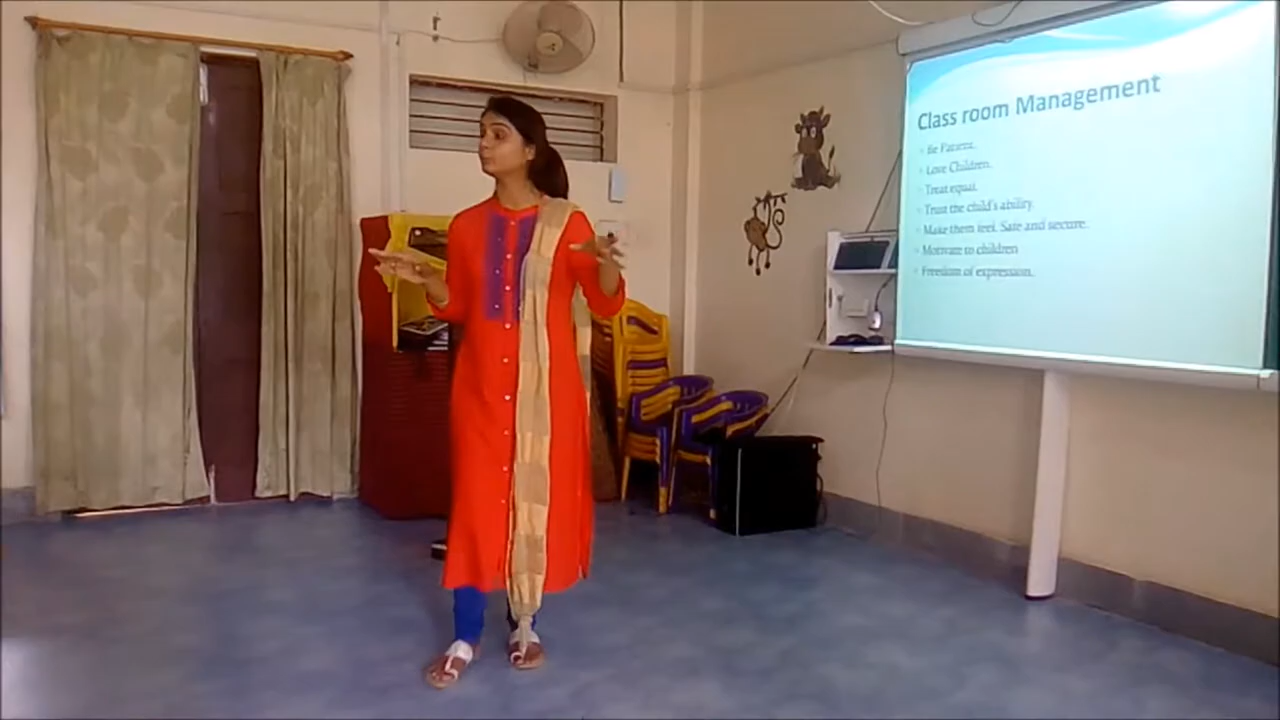 Class room Management
Be Patient.
Love Children.
Treat equal.
Trust the child's ability.
Make them feel. Safe and secure.
Motivate to children
Freedom of expression.